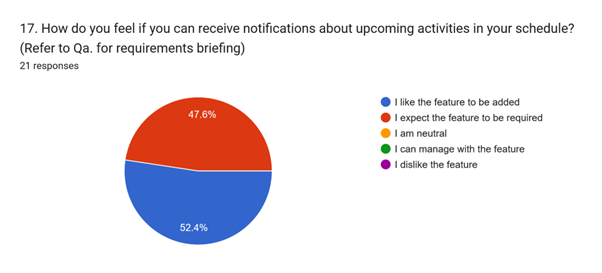 17. How do you feel if you can receive notifications about upcoming activities in your schedule?
(Refer to Qa. for requirements briefing)
21 responses
47.6%
52.4%
I like the feature to be added
I expect the feature to be required
I am neutral
I can manage with the feature
I dislike the feature